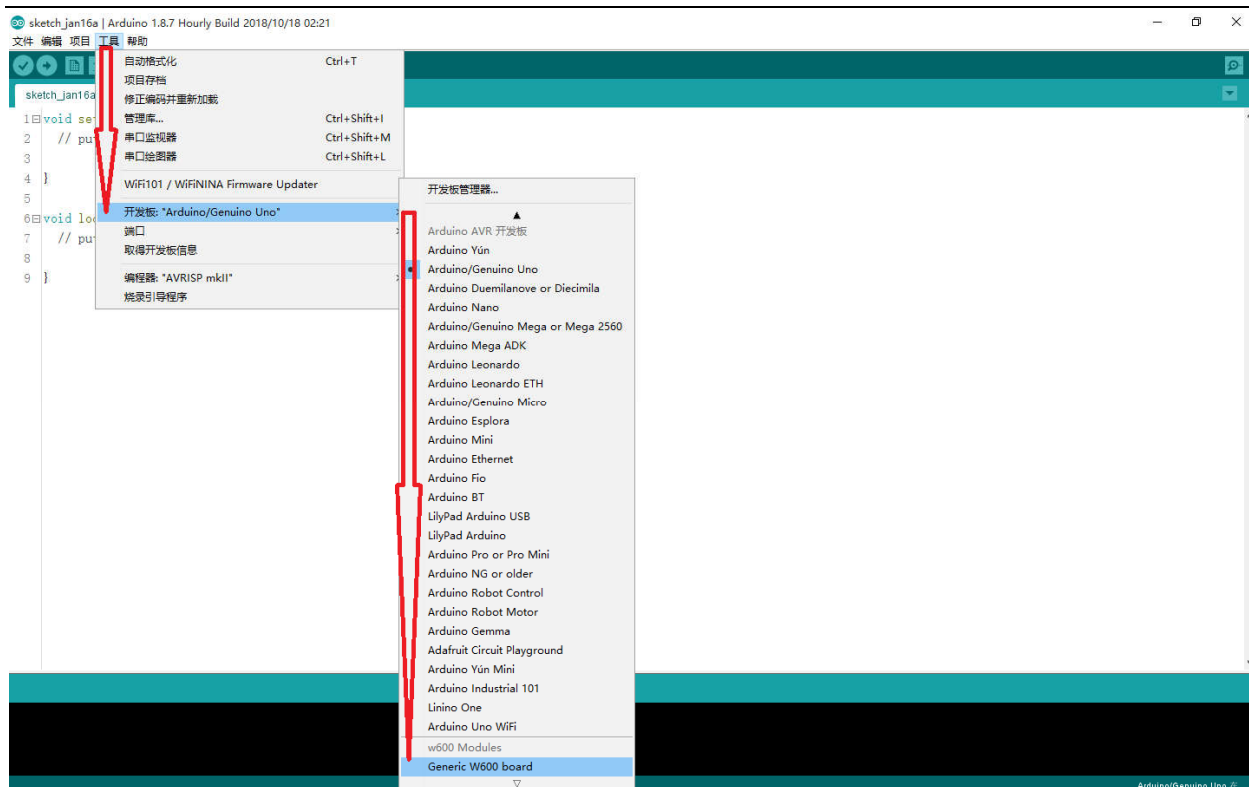 sketch_jan16a | Arduino 1.8.7 Hourly Build 2018/10/18 02:21
文件 编辑 项目 工具 帮助
自动格式化 Ctrl+T
项目存档
修正编码并重新加载
管理库... Ctrl+Shift+I
串口监视器 Ctrl+Shift+M
串口绘图器 Ctrl+Shift+L
WiFi101 / WiFiNINA Firmware Updater
开发板: "Arduino/Genuino Uno"
端口
取得开发板信息
编程器: "AVRISP mkII"
烧录引导程序
sketch_jan16a
1 void se
2 // pu
3
4 }
5
6 void loo
7 // pu
8
9 }
开发板管理器...
Arduino AVR 开发板
Arduino Yún
Arduino/Genuino Uno
Arduino Duemilanove or Diecimila
Arduino Nano
Arduino/Genuino Mega or Mega 2560
Arduino Mega ADK
Arduino Leonardo
Arduino Leonardo ETH
Arduino/Genuino Micro
Arduino Esplora
Arduino Mini
Arduino Ethernet
Arduino Fio
Arduino BT
LilyPad Arduino USB
LilyPad Arduino
Arduino Pro or Pro Mini
Arduino NG or older
Arduino Robot Control
Arduino Robot Motor
Arduino Gemma
Adafruit Circuit Playground
Arduino Yún Mini
Arduino Industrial 101
Linino One
Arduino Uno WiFi
w600 Modules
Generic W600 board
Arduino/Genuino Uno 在